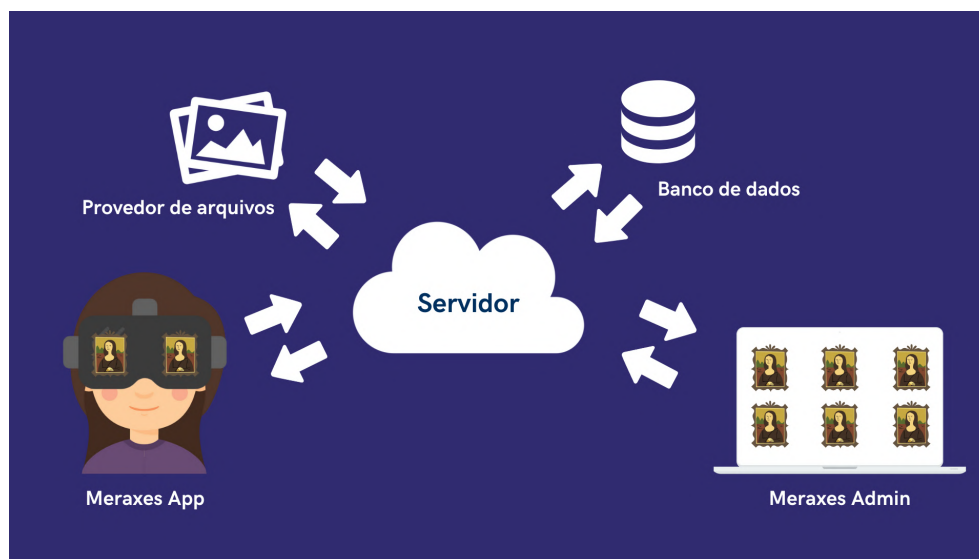 Provedor de arquivos
Banco de dados
Servidor
Meraxes App
Meraxes Admin